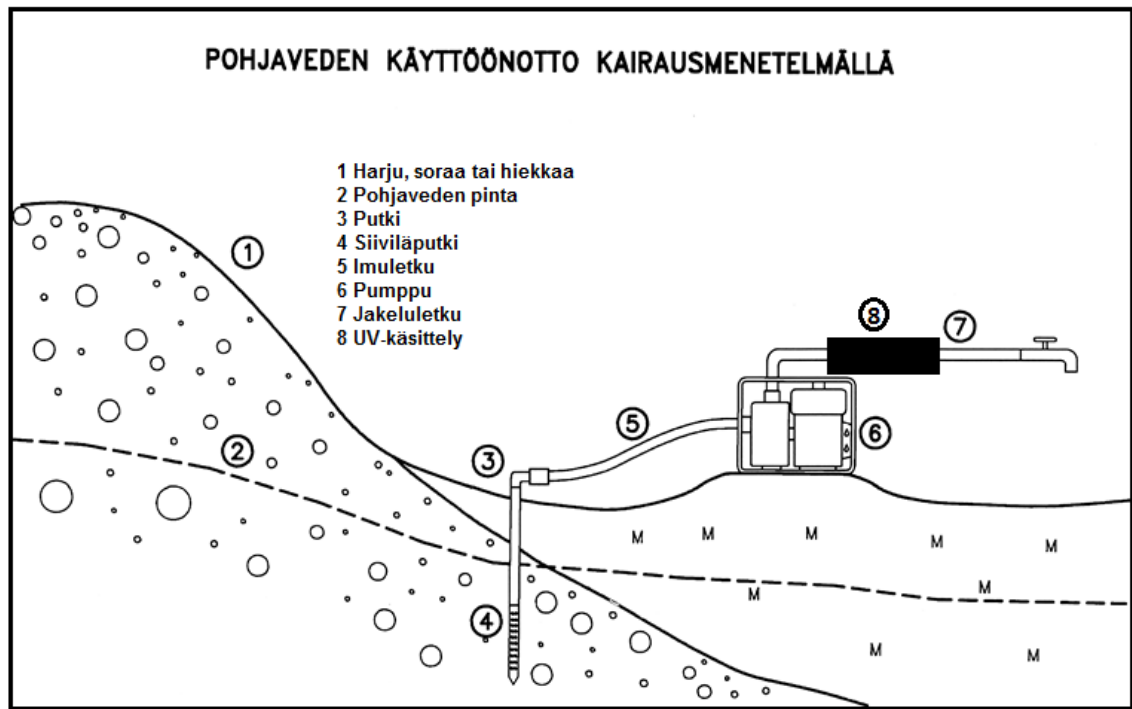 POHJAVEDEN KÄYTTÖÖNOTTO KAIRAUSMENETELMÄLLÄ
1 Harju, soraa tai hiekkaa
2 Pohjaveden pinta
3 Putki
4 Siiviläputki
5 Imuletku
6 Pumppu
7 Jakeluletku
8 UV-käsittely
1
8
7
5
6
2
3
M
M
M
M
M
M
M
4
M
M